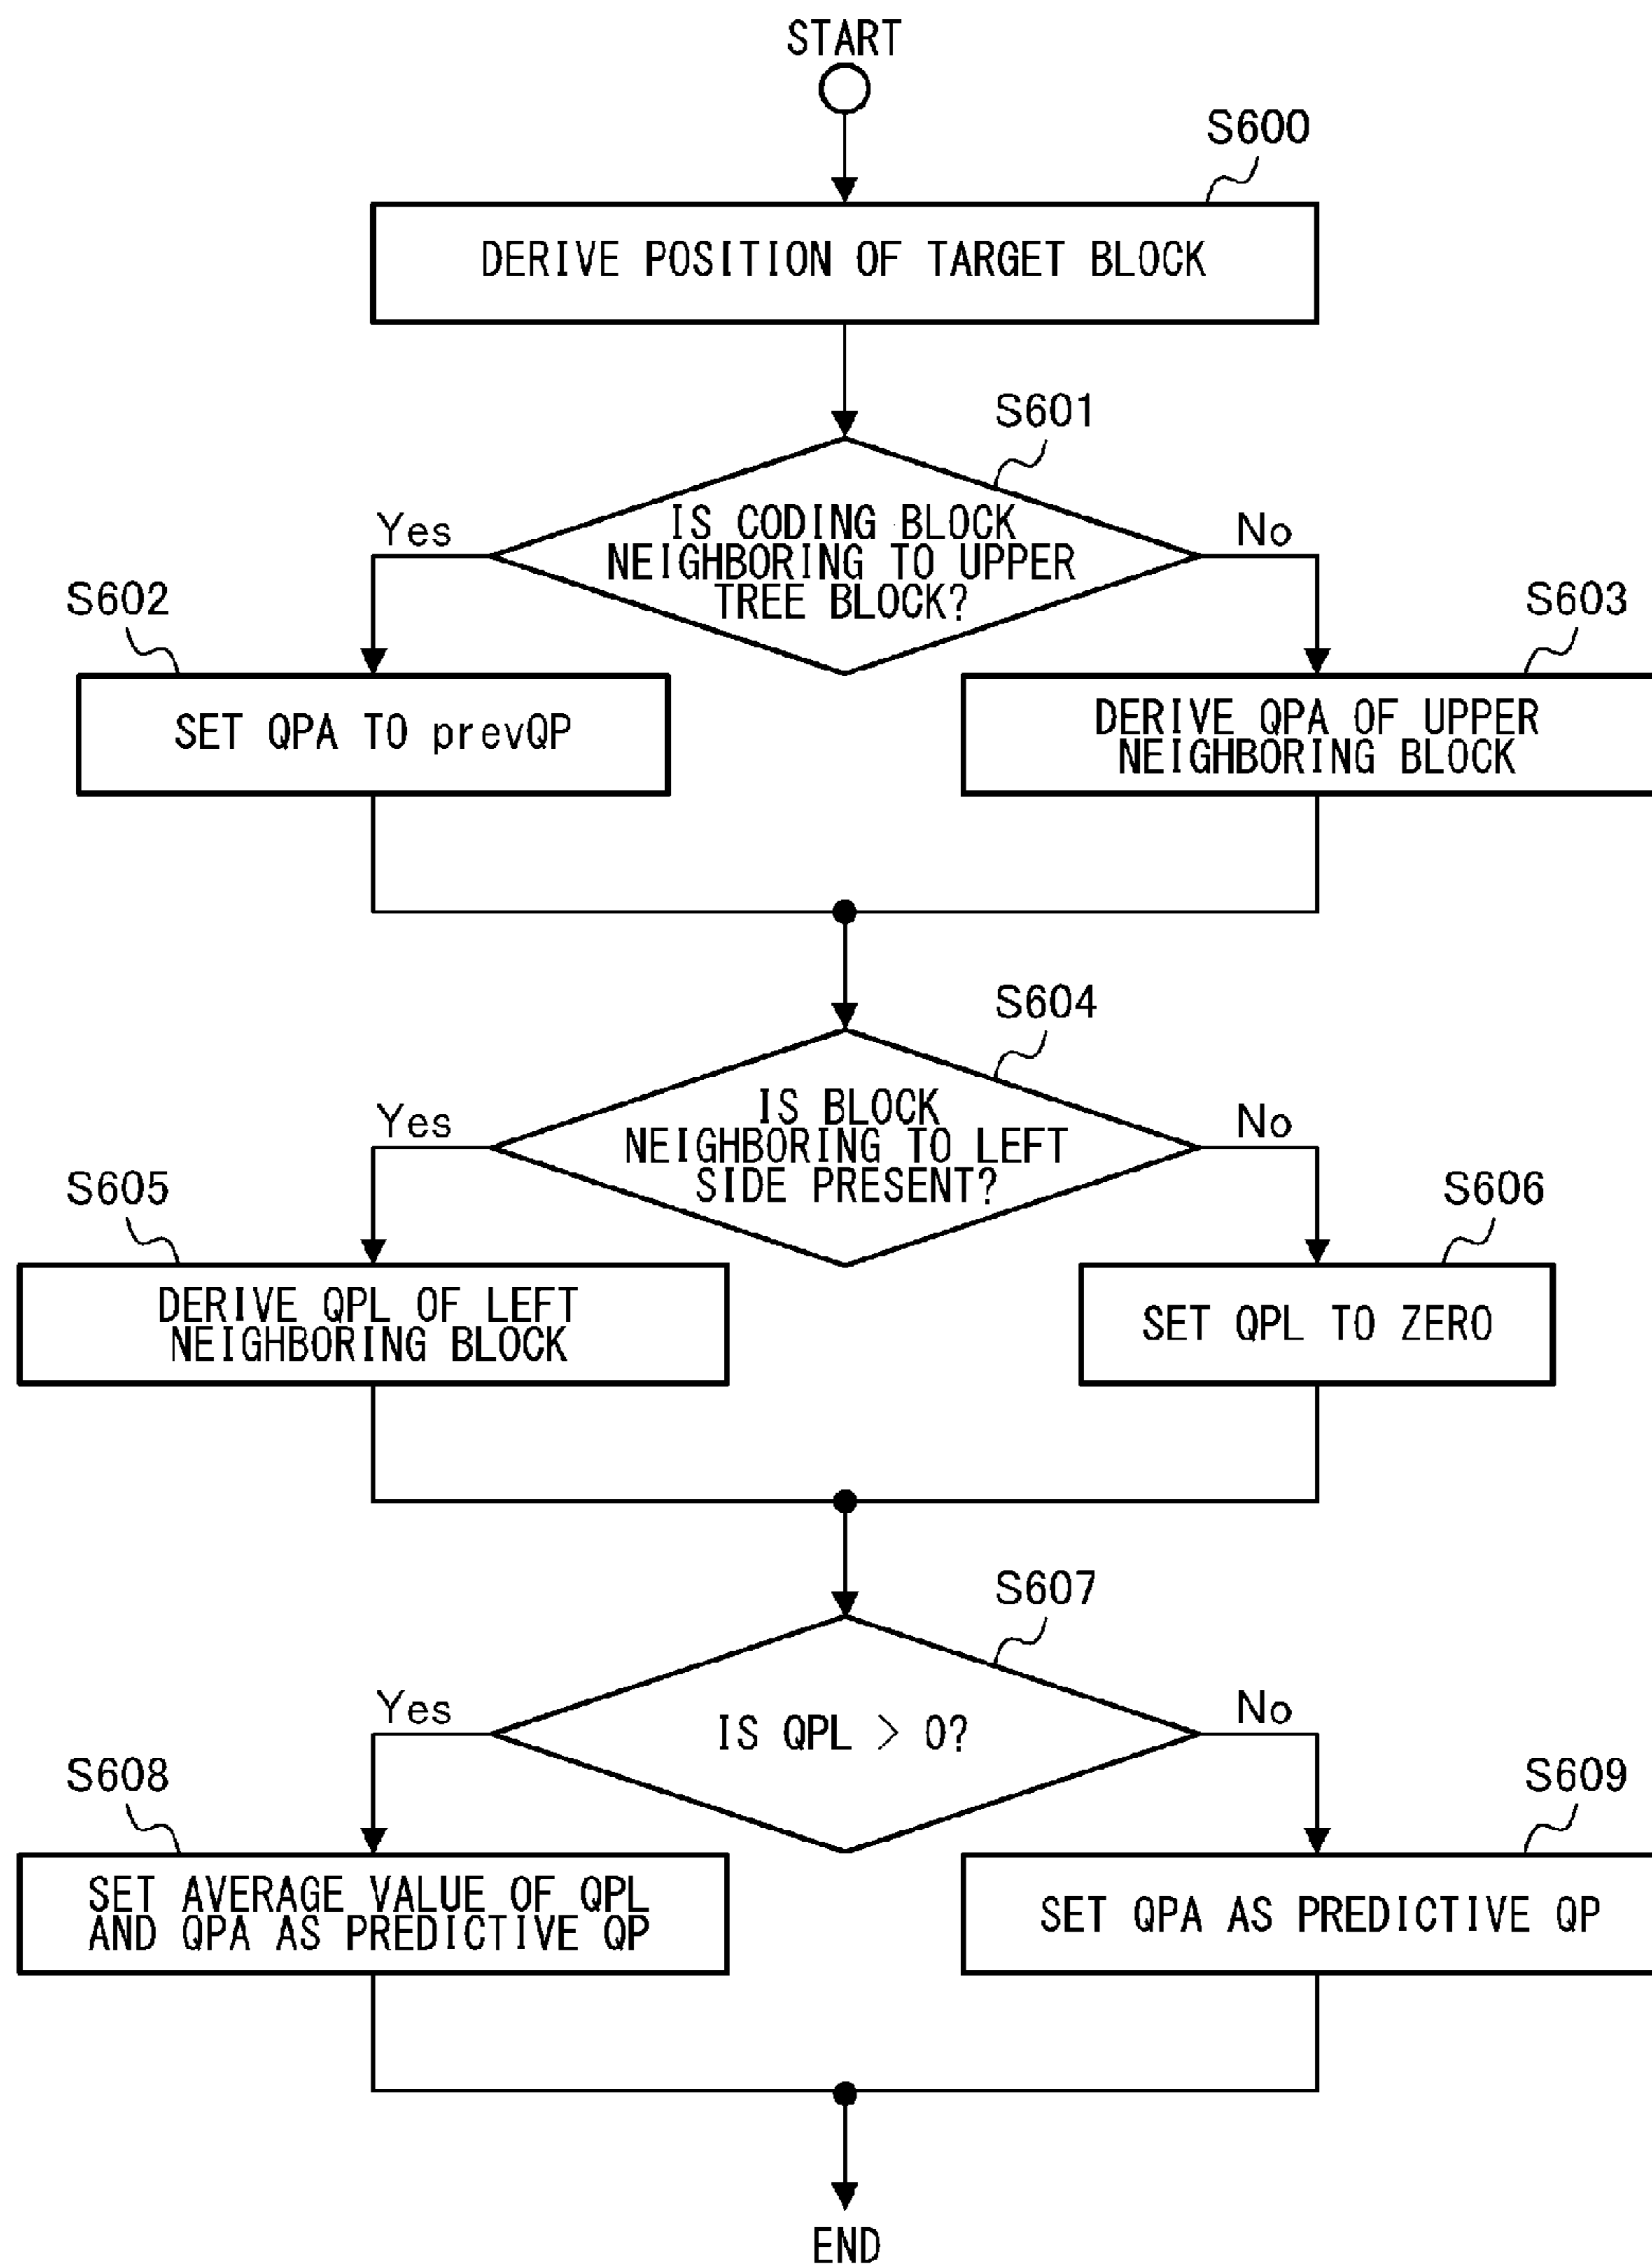 START
S600
DERIVE POSITION OF TARGET BLOCK
S601
IS CODING BLOCK
NEIGHBORING TO UPPER
TREE BLOCK?
Yes
No
S602
S603
SET QPA TO prevQP
DERIVE QPA OF UPPER
NEIGHBORING BLOCK
S604
IS BLOCK
NEIGHBORING TO LEFT
SIDE PRESENT?
Yes
No
S605
S606
DERIVE QPL OF LEFT
NEIGHBORING BLOCK
SET QPL TO ZERO
S607
IS QPL > 0?
Yes
No
S608
S609
SET AVERAGE VALUE OF QPL
AND QPA AS PREDICTIVE QP
SET QPA AS PREDICTIVE QP
END